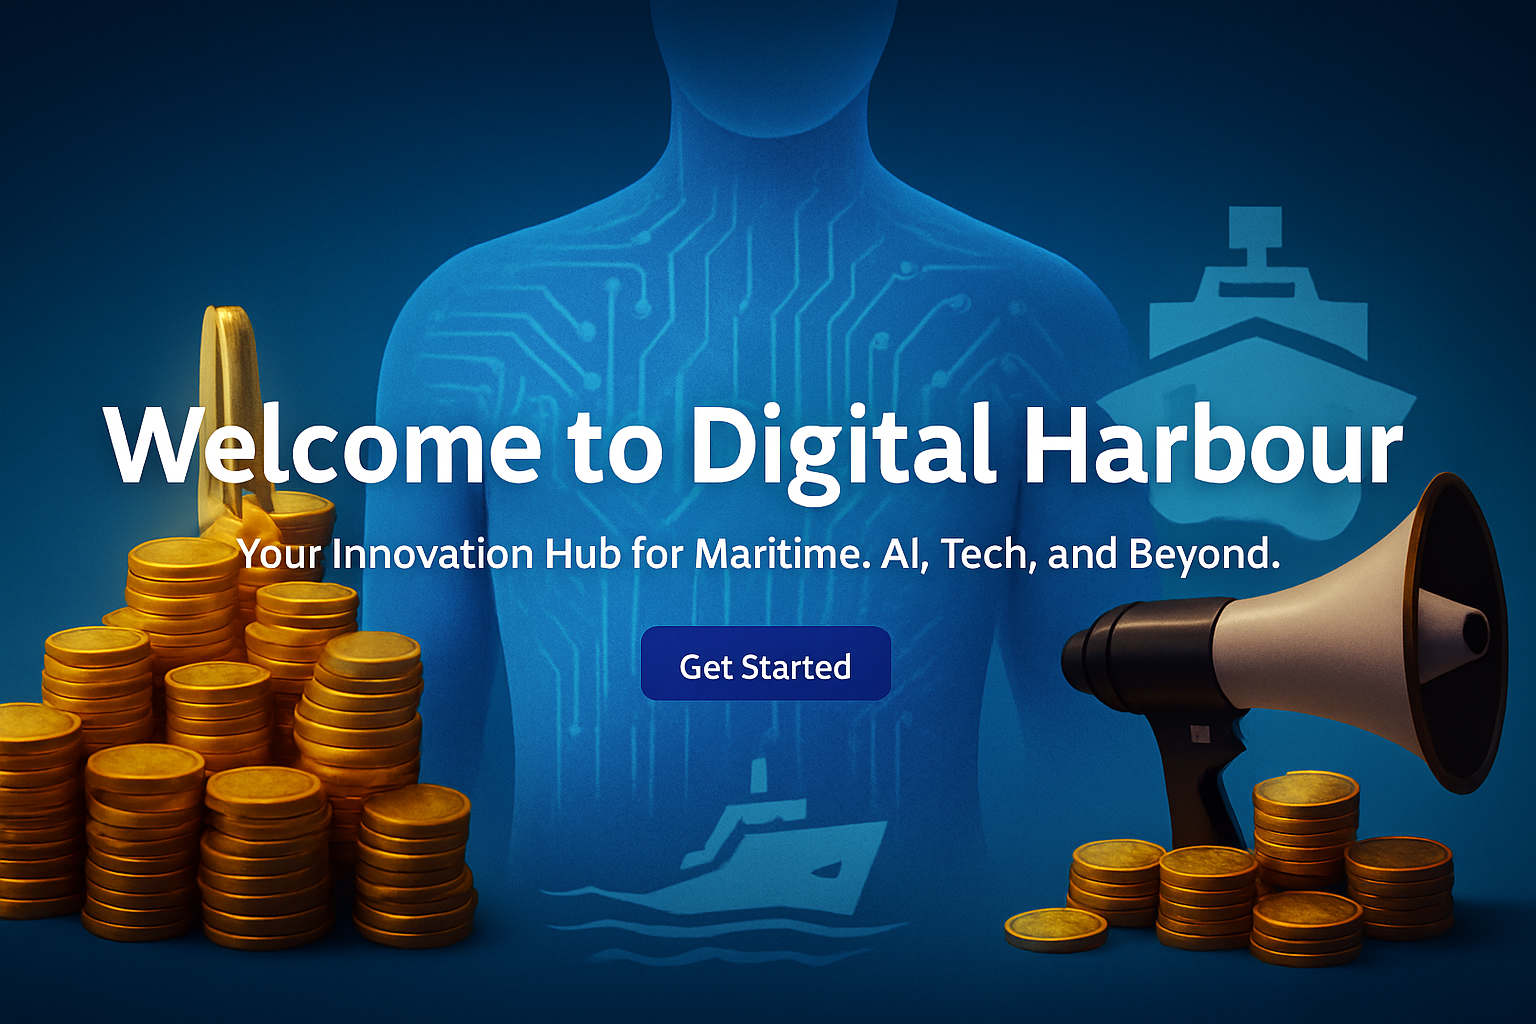 Welcome to Digital Harbour
Your Innovation Hub for Maritime. AI, Tech, and Beyond.
Get Started